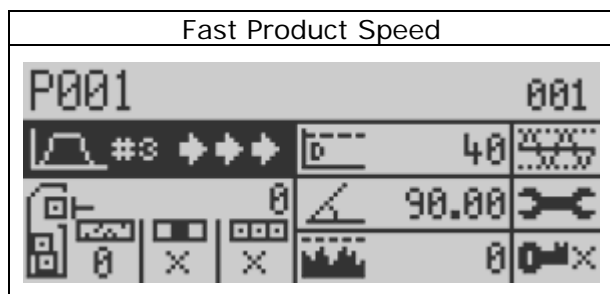 Fast Product Speed
P001 001
#3 D 40
0 90.00
0 × × 0 ×